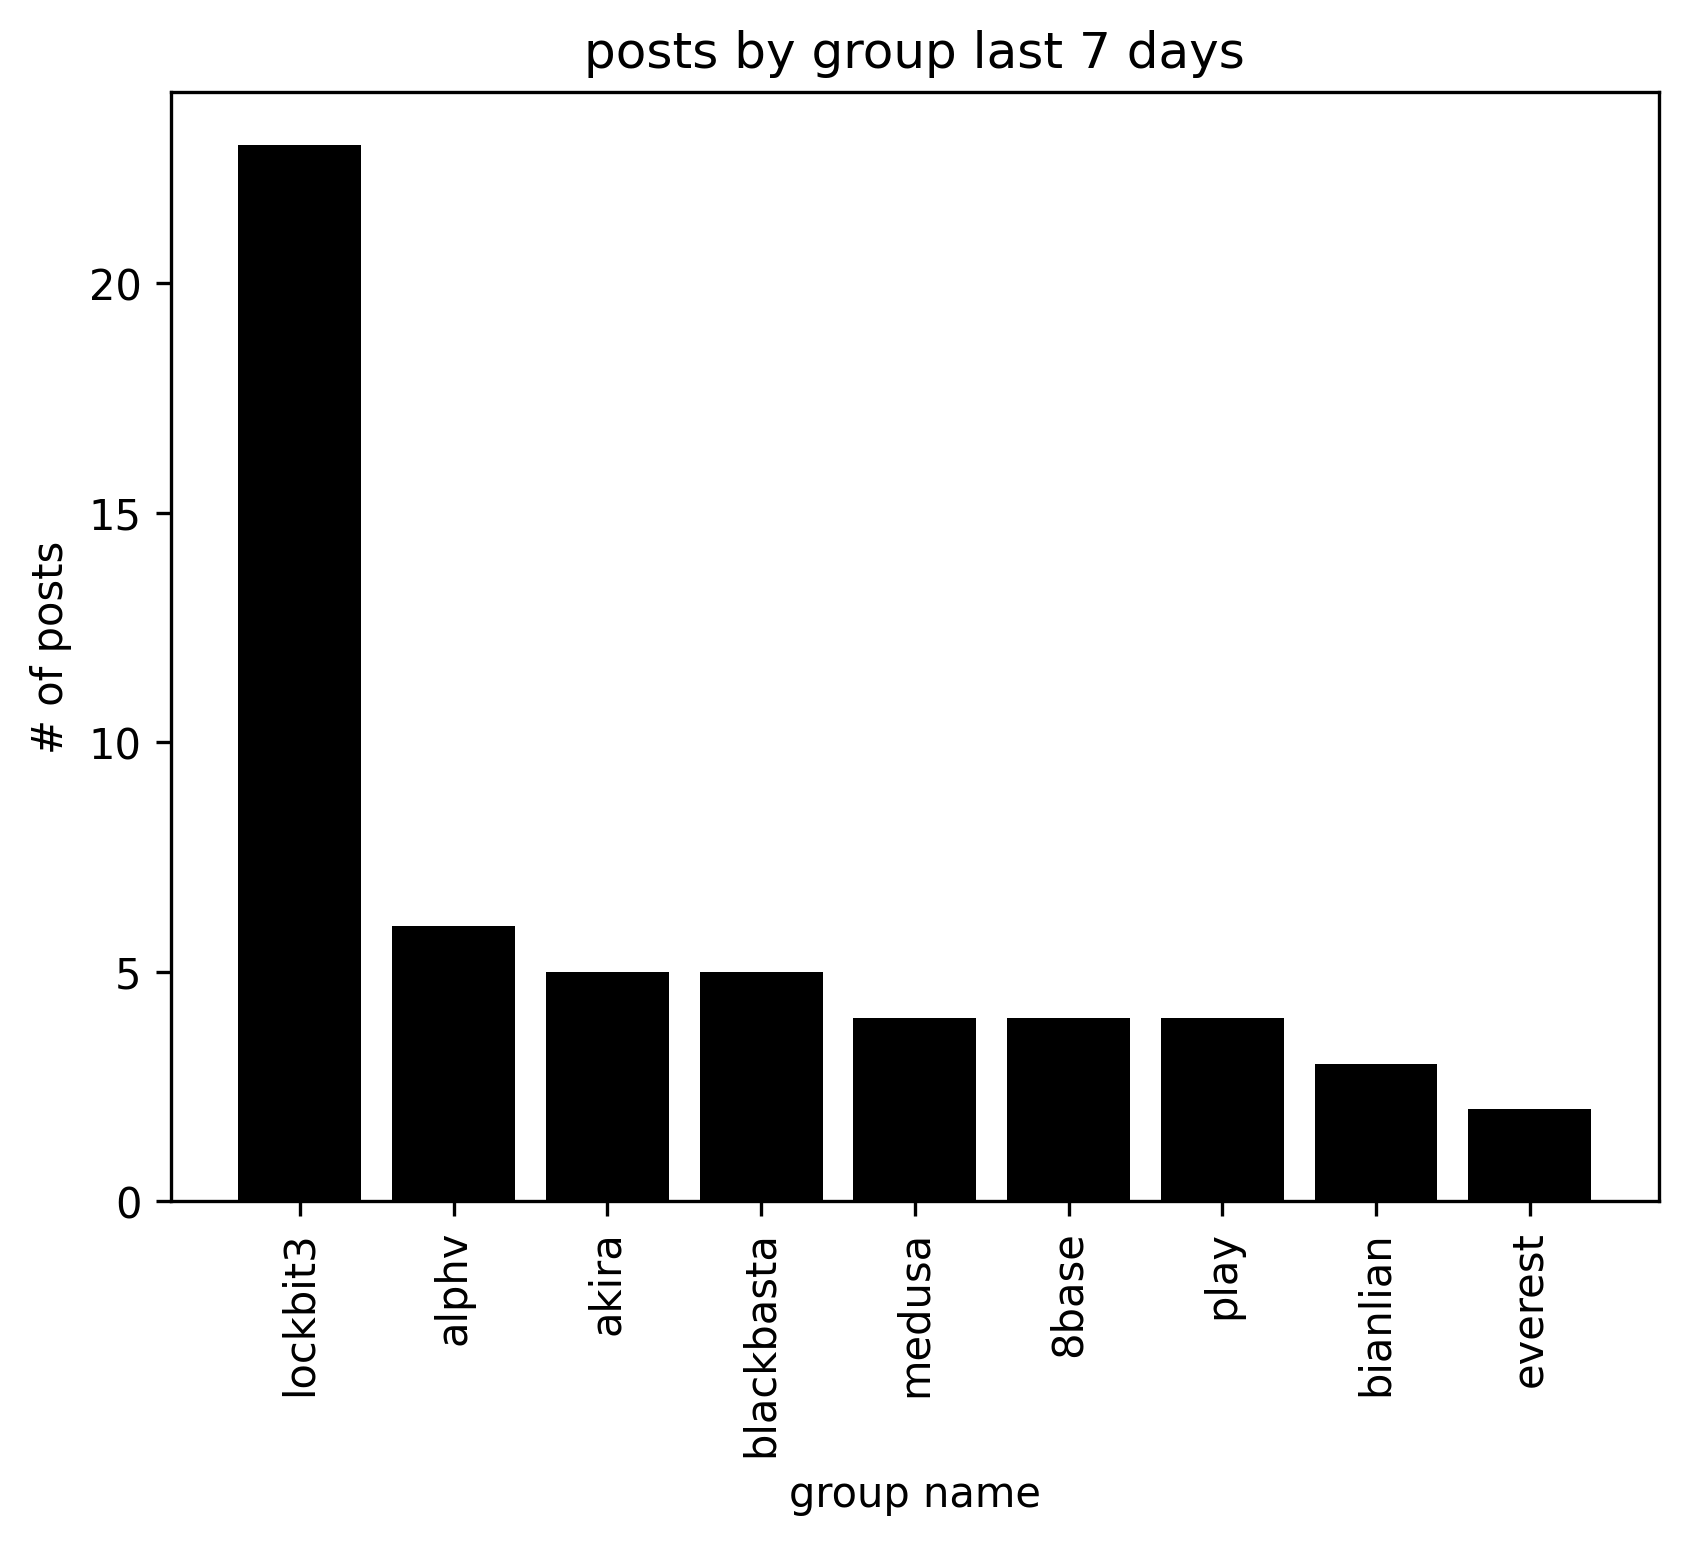 posts by group last 7 days
# of posts
20
15
10
5
0
lockbit3
alphv
akira
blackbasta
medusa
8base
play
bianlian
everest
group name